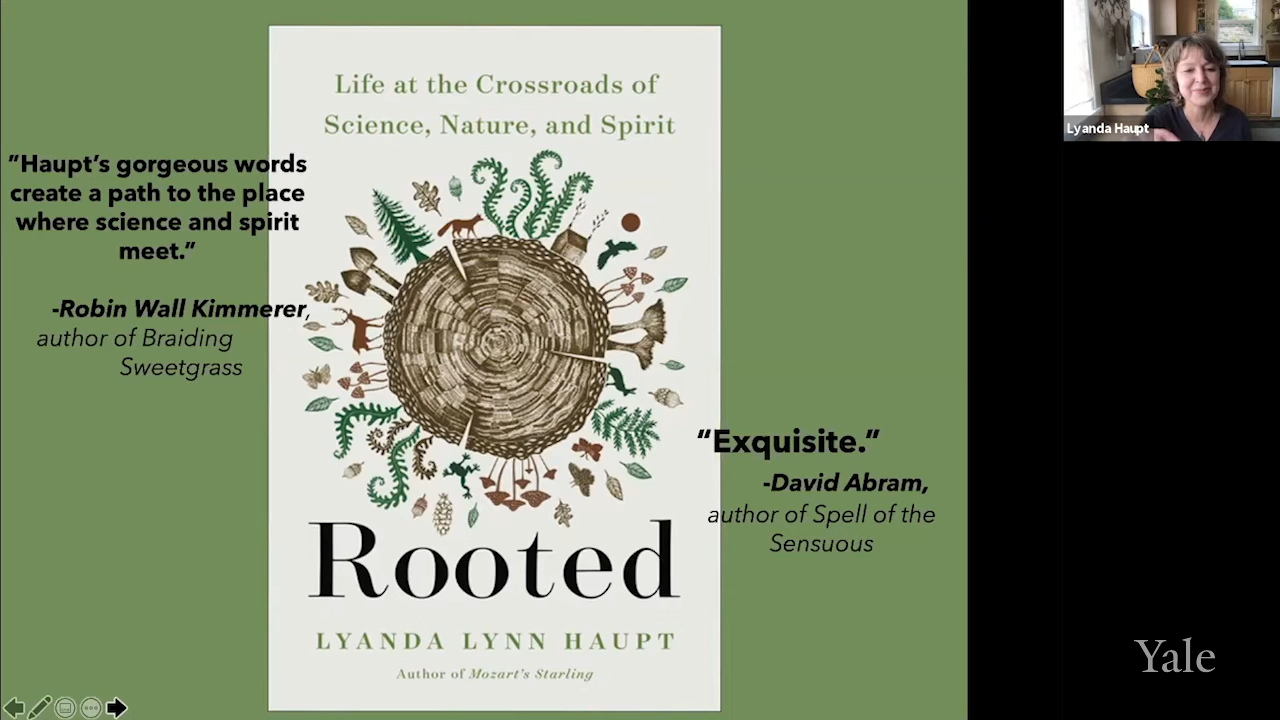 Life at the Crossroads of
Science, Nature, and Spirit
"Haupt's gorgeous words
create a path to the place
where science and spirit
meet."
-Robin Wall Kimmerer,
author of Braiding
Sweetgrass
"Exquisite."
-David Abram,
author of Spell of the
Sensuous
Rooted
LYANDA LYNN HAUPT
Author of Mozart's Starling
Lyanda Haupt
Yale